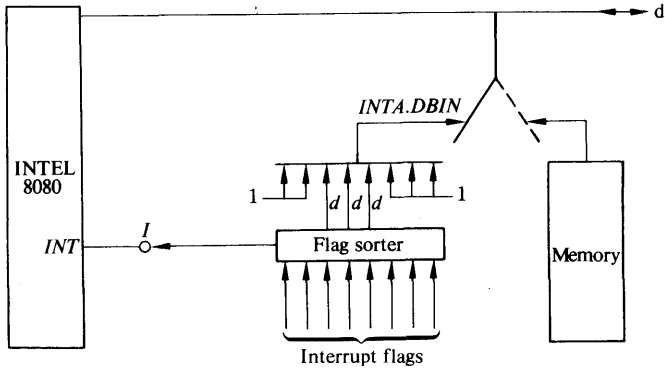 d
INTA.DBIN
INTEL
8080
1
d d d
1
I
INT
Flag sorter
Memory
Interrupt flags